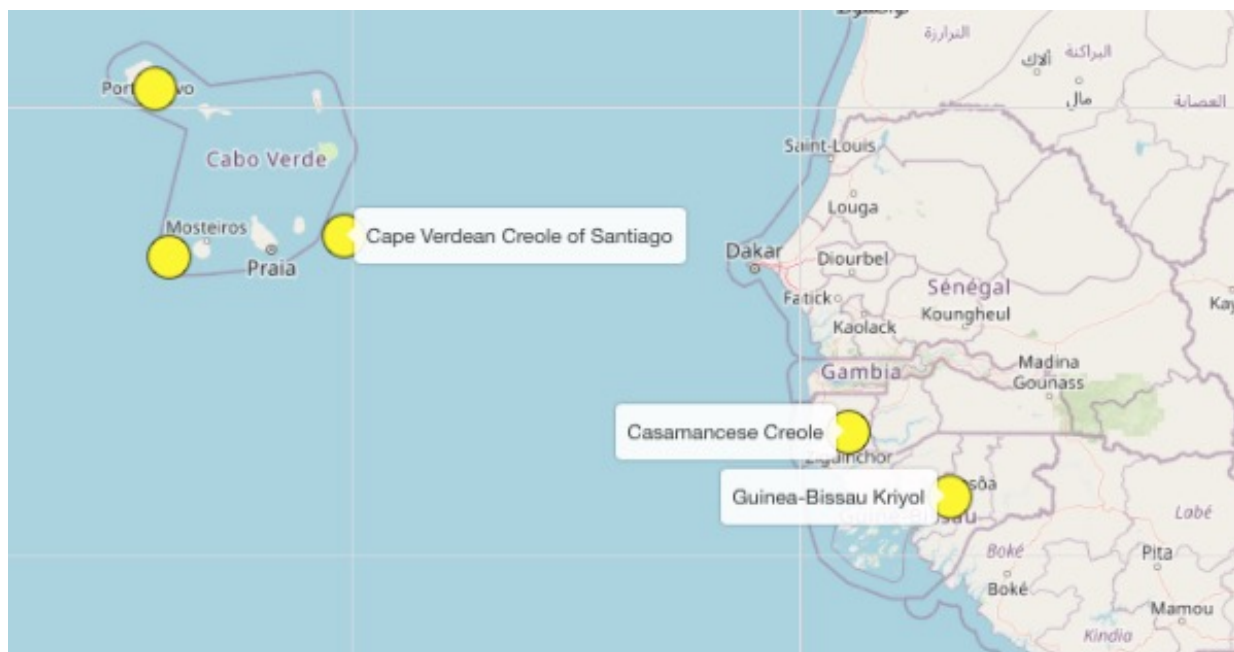 النرارزة
ألاك
البراكنة
مال
العصابة
Cabo Verde
Saint-Louis
Louga
Mosteiros
Praia
Cape Verdean Creole of Santiago
Dakar
Diourbel
Fatick
Sénégal
Koungheul
Kaolack
Gambia
Madina
Gounass
Casamancese Creole
Ziguinchor
Guinea-Bissau Kriyol
Labé
Boké
Boké
Pita
Mamou
Kindia